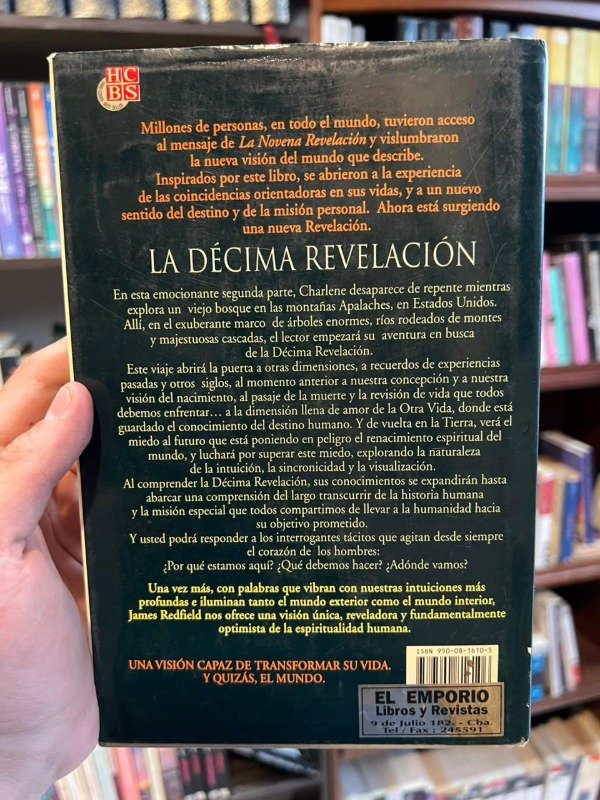 HC
BS
Millones de personas, en todo el mundo, tuvieron acceso
al mensaje de La Novena Revelación y vislumbraron
la nueva visión del mundo que describe.
Inspirados por este libro, se abrieron a la experiencia
de las coincidencias orientadoras en sus vidas, y a un nuevo
sentido del destino y de la misión personal. Ahora está surgiendo
una nueva Revelación.
LA DÉCIMA REVELACIÓN
En esta emocionante segunda parte, Charlene desaparece de repente mientras
explora un viejo bosque en las montañas Apalaches, en Estados Unidos.
Allí, en el exuberante marco de árboles enormes, ríos rodeados de montes
y majestuosas cascadas, el lector empezará su aventura en busca
de la Décima Revelación.
Este viaje abrirá la puerta a otras dimensiones, a recuerdos de experiencias
pasadas y otros siglos, al momento anterior a nuestra concepción y a nuestra
visión del nacimiento, al pasaje de la muerte y la revisión de vida que todos
debemos enfrentar... a la dimensión llena de amor de la Otra Vida, donde está
guardado el conocimiento del destino humano. Y de vuelta en la Tierra, verá el
miedo al futuro que está poniendo en peligro el renacimiento espiritual del
mundo, y luchará por superar este miedo, explorando la naturaleza
de la intuición, la sincronicidad y la visualización.
Al comprender la Décima Revelación, sus conocimientos se expandirán hasta
abarcar una comprensión del largo transcurrir de la historia humana
y la misión especial que todos compartimos de llevar a la humanidad hacia
su objetivo prometido.
Y usted podrá responder a los interrogantes tácitos que agitan desde siempre
el corazón de los hombres:
¿Por qué estamos aquí? ¿Qué debemos hacer? ¿Adónde vamos?
Una vez más, con palabras que vibran con nuestras intuiciones más
profundas e iluminan tanto el mundo exterior como el mundo interior,
James Redfield nos ofrece una visión única, reveladora y fundamentalmente
optimista de la espiritualidad humana.
ISBN 950-08-1610-5
UNA VISIÓN CAPAZ DE TRANSFORMAR SU VIDA.
Y QUIZÁS, EL MUNDO.
EL EMPORIO
Libros y Revistas
9 de Julio 182. - Cba.
Tel / Fax : 245591